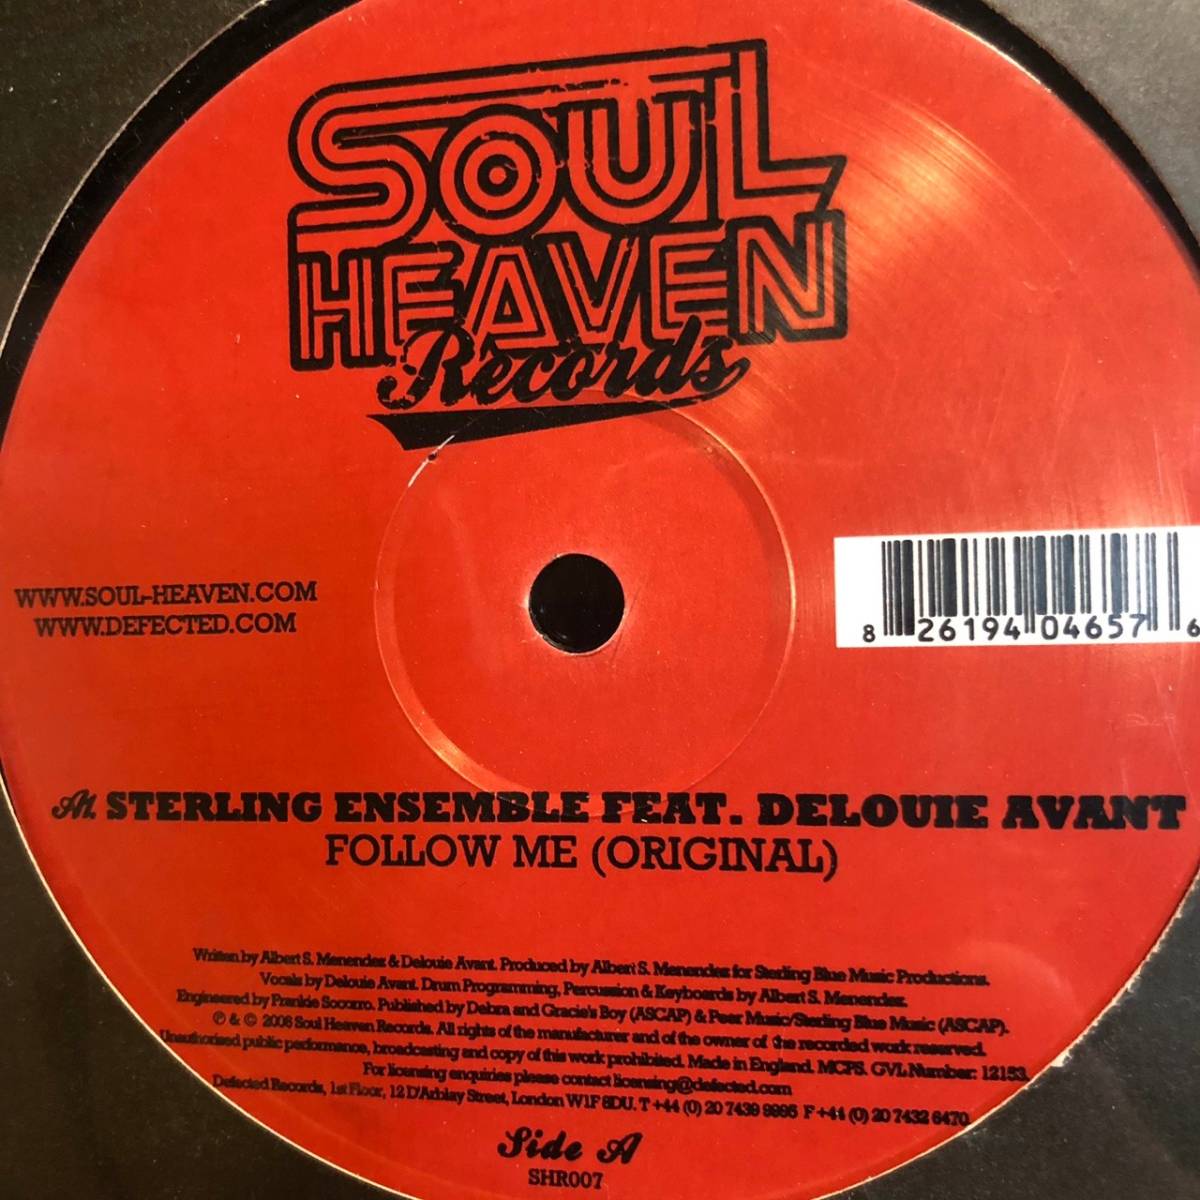 SOUL
HEAVEN
Records
WWW.SOUL-HEAVEN.COM
WWW.DEFECTED.COM
8 26194 04657 6
A1. STERLING ENSEMBLE FEAT. DELOUIE AVANT
FOLLOW ME (ORIGINAL)
Written by Albert S. Menendez & Delouie Avant. Produced by Albert S. Menendez for Sterling Blue Music Productions.
Vocals by Delouie Avant. Drum Programming, Percussion & Keyboards by Albert S. Menendez.
Engineered by Frankie Socorro. Published by Debra and Gracie's Boy (ASCAP) & Peer Music/Sterling Blue Music (ASCAP).
℗ & © 2006 Soul Heaven Records. All rights of the manufacturer and of the owner of the recorded work reserved.
Unauthorised public performance, broadcasting and copy of this work prohibited. Made in England. MCPS. GVL Number: 12153.
For licensing enquiries please contact licensing@defected.com
Defected Records, 1st Floor, 12 D'Arblay Street, London W1F 8DU. T +44 (0) 20 7439 9995 F +44 (0) 20 7432 6470.
Side A
SHR007